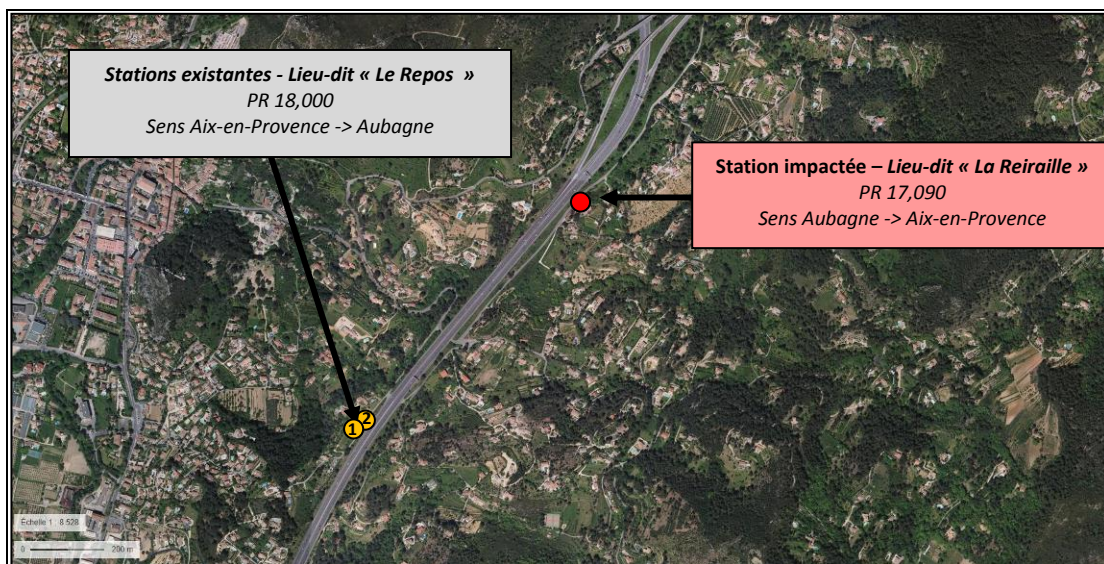 Stations existantes - Lieu-dit « Le Repos »
PR 18,000
Sens Aix-en-Provence -> Aubagne
Station impactée – Lieu-dit « La Reiraille »
PR 17,090
Sens Aubagne -> Aix-en-Provence
2
1
Échelle 1 : 8 528
0 200 m